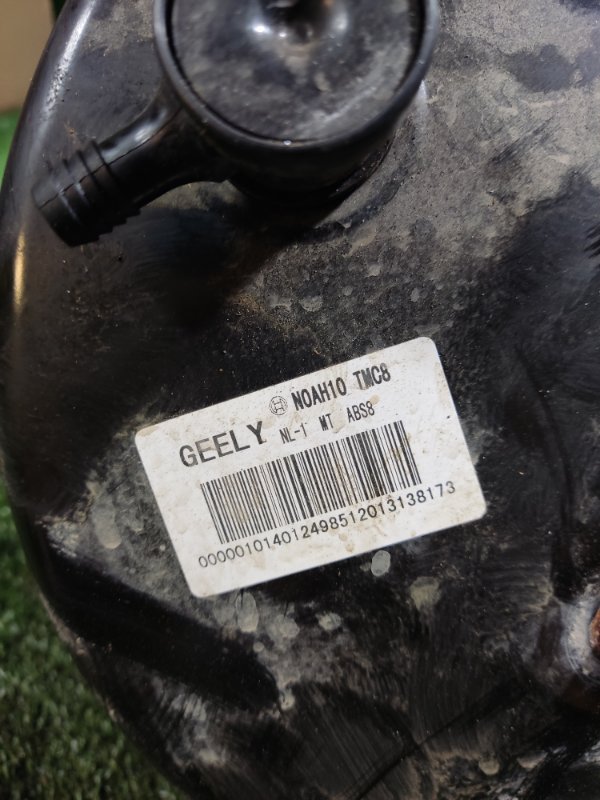 NOAH10 TMC8
GEELY NL-1 MT ABS8
000001014012498512013138173